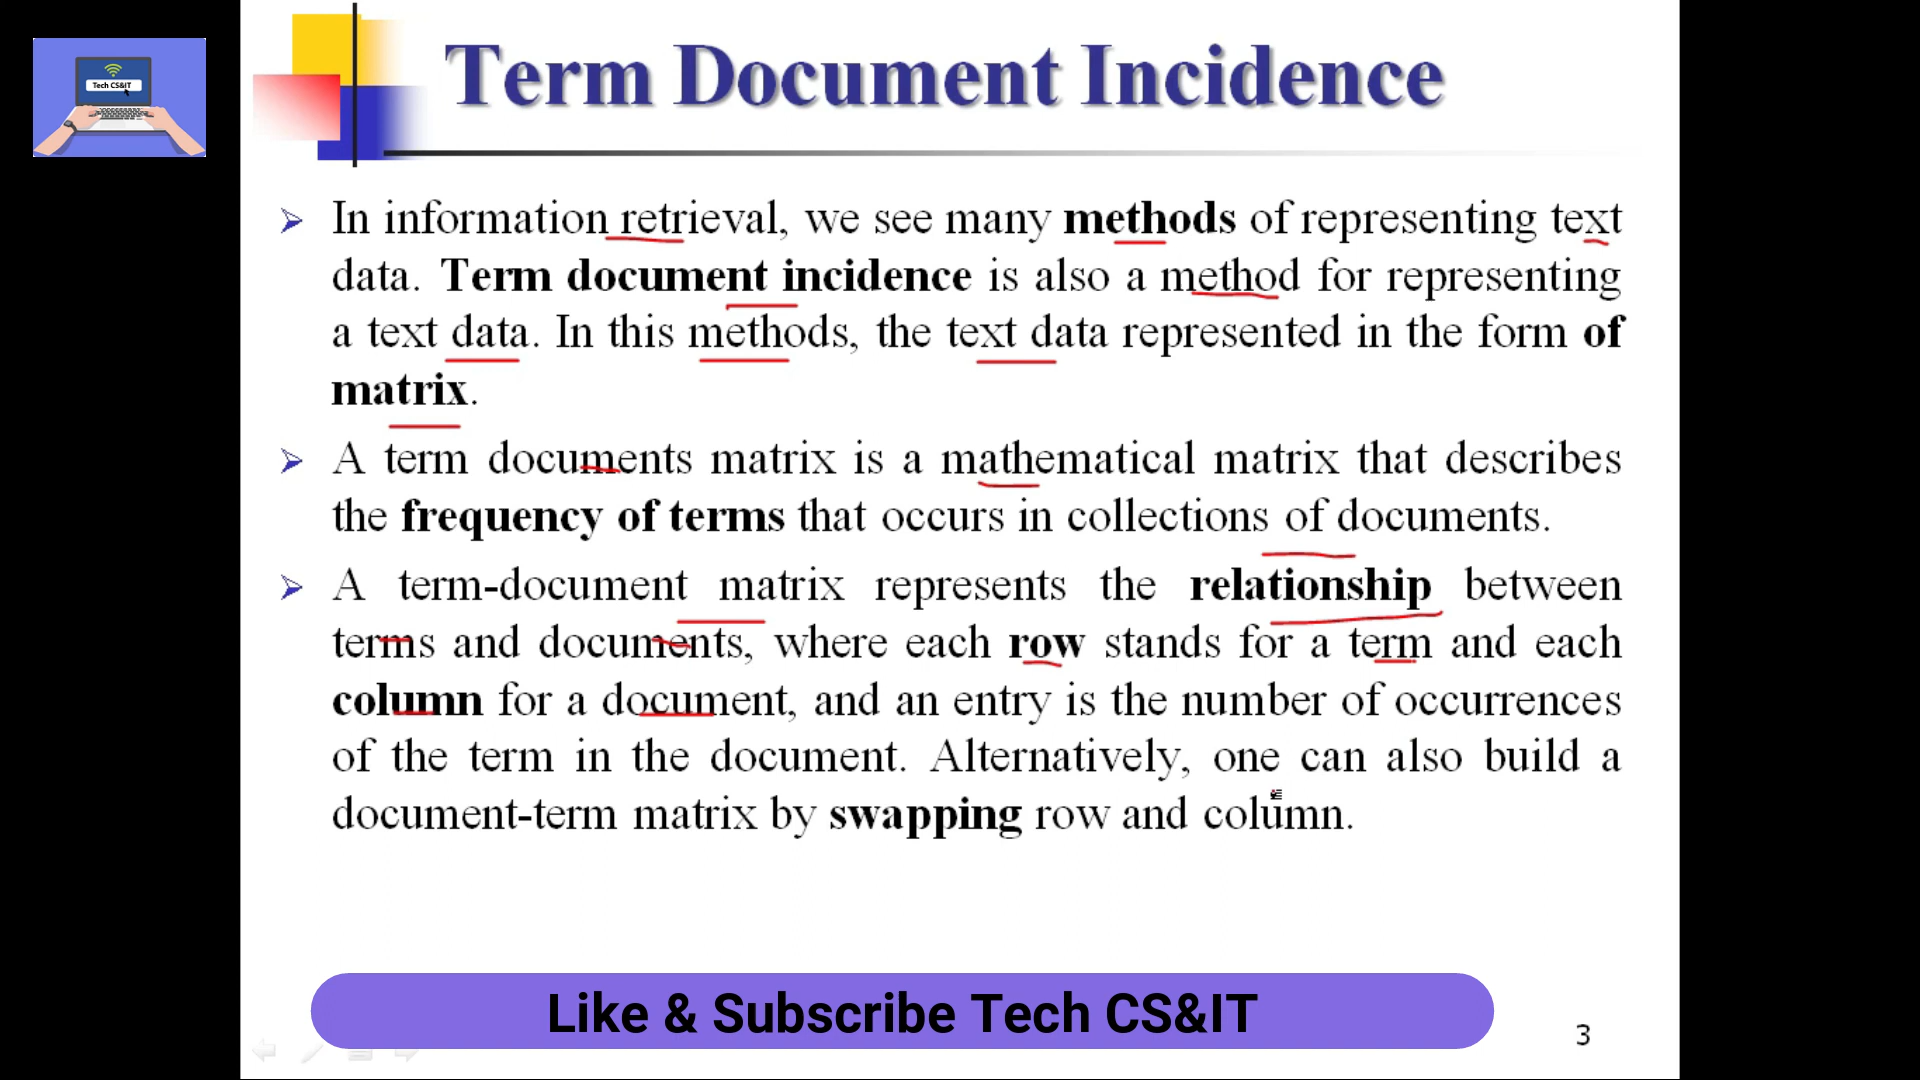 Tech CS&IT
Term Document Incidence
In information retrieval, we see many methods of representing text
data. Term document incidence is also a method for representing
a text data. In this methods, the text data represented in the form of
matrix.
A term documents matrix is a mathematical matrix that describes
the frequency of terms that occurs in collections of documents.
A term-document matrix represents the relationship between
terms and documents, where each row stands for a term and each
column for a document, and an entry is the number of occurrences
of the term in the document. Alternatively, one can also build a
document-term matrix by swapping row and column.
Like & Subscribe Tech CS&IT
3